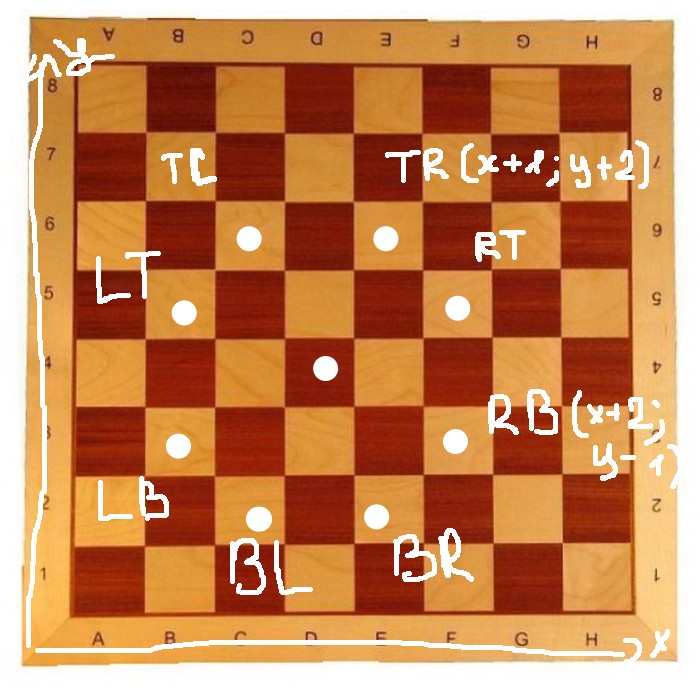 A B C D E F G H
y
8 8
7 TL TR (x+1; y+2) 7
6 6
RT
LT
5 5
4 4
RB (x+2;
3 3
y-1)
LB
2 2
BL BR
1 1
A B C D E F G H
x